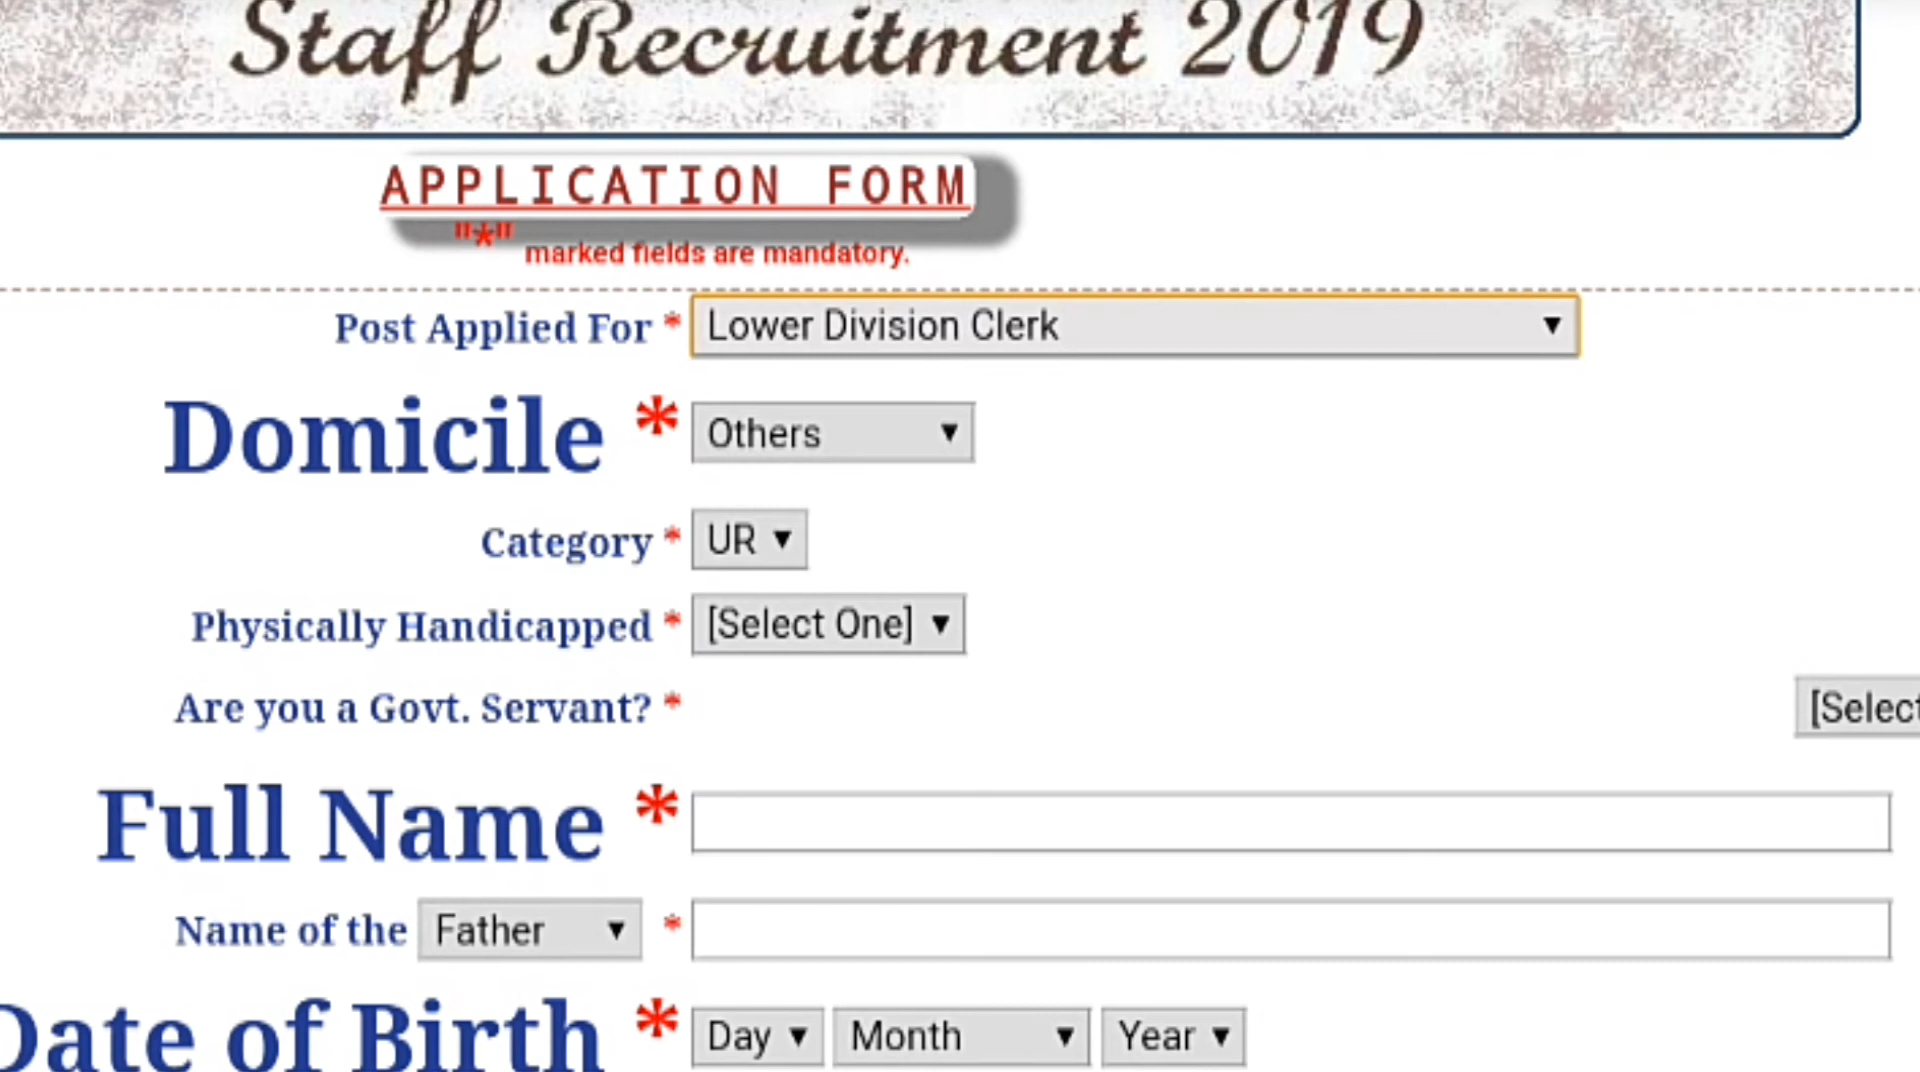 Staff Recruitment 2019
APPLICATION FORM
"*" marked fields are mandatory.
Post Applied For * Lower Division Clerk ▼
Domicile * Others ▼
Category * UR ▼
Physically Handicapped * [Select One] ▼
Are you a Govt. Servant? * [Select
Full Name *
Name of the Father ▼ *
Date of Birth * Day ▼ Month ▼ Year ▼